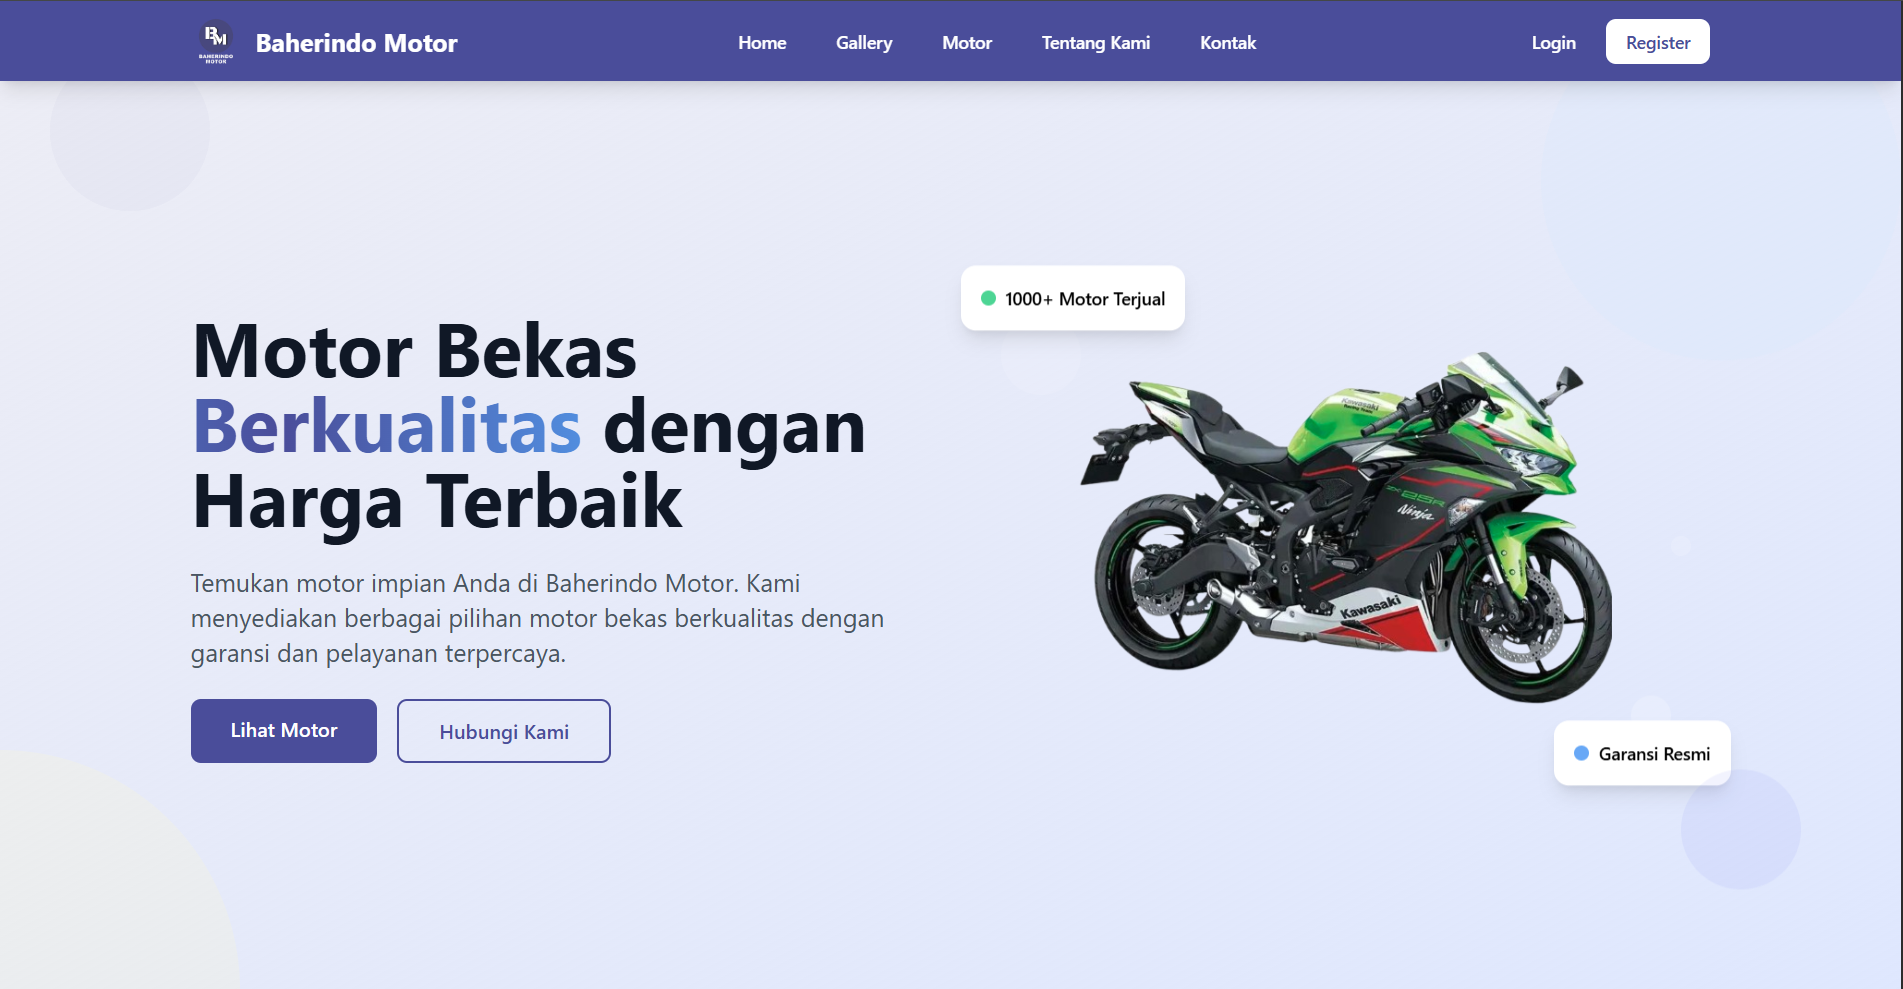 BM
BAHERINDO
MOTOR
Baherindo Motor
Home
Gallery
Motor
Tentang Kami
Kontak
Login
Register
1000+ Motor Terjual
Motor Bekas
Berkualitas dengan
Harga Terbaik
Temukan motor impian Anda di Baherindo Motor. Kami
menyediakan berbagai pilihan motor bekas berkualitas dengan
garansi dan pelayanan terpercaya.
Lihat Motor
Hubungi Kami
Kawasaki
Racing Team
ZX 25R
Ninja
Kawasaki
Garansi Resmi